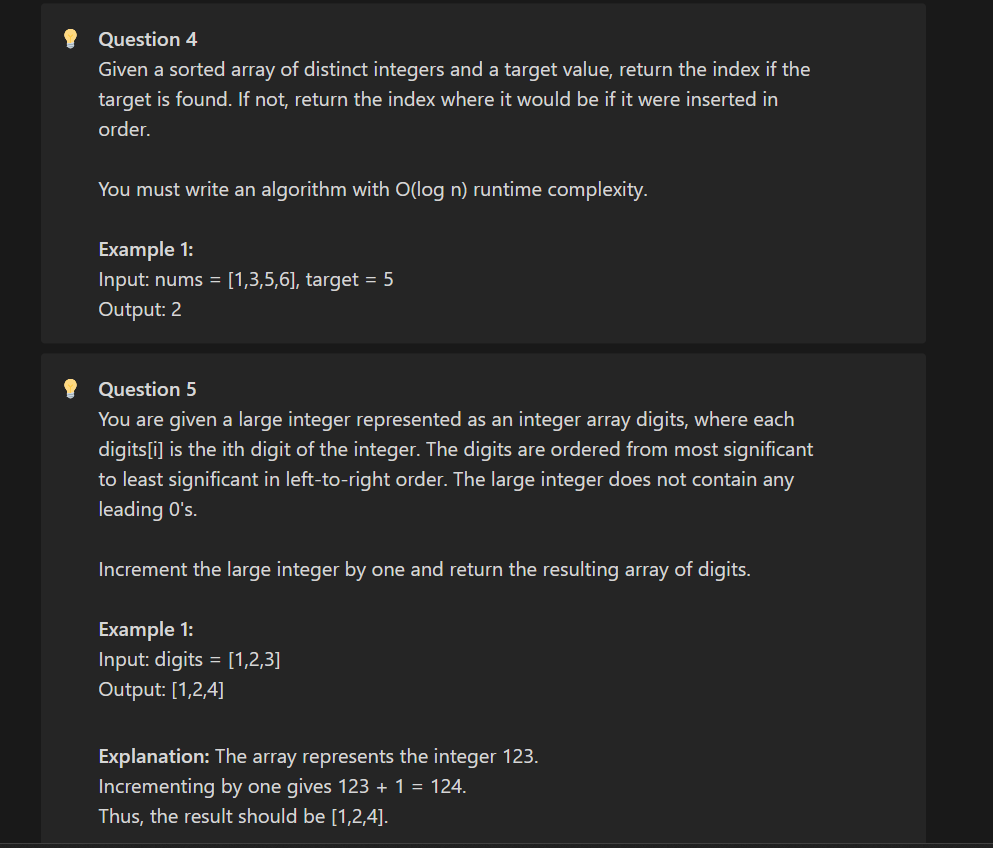 Question 4
Given a sorted array of distinct integers and a target value, return the index if the
target is found. If not, return the index where it would be if it were inserted in
order.
You must write an algorithm with O(log n) runtime complexity.
Example 1:
Input: nums = [1,3,5,6], target = 5
Output: 2
Question 5
You are given a large integer represented as an integer array digits, where each
digits[i] is the ith digit of the integer. The digits are ordered from most significant
to least significant in left-to-right order. The large integer does not contain any
leading 0's.
Increment the large integer by one and return the resulting array of digits.
Example 1:
Input: digits = [1,2,3]
Output: [1,2,4]
Explanation: The array represents the integer 123.
Incrementing by one gives 123 + 1 = 124.
Thus, the result should be [1,2,4].